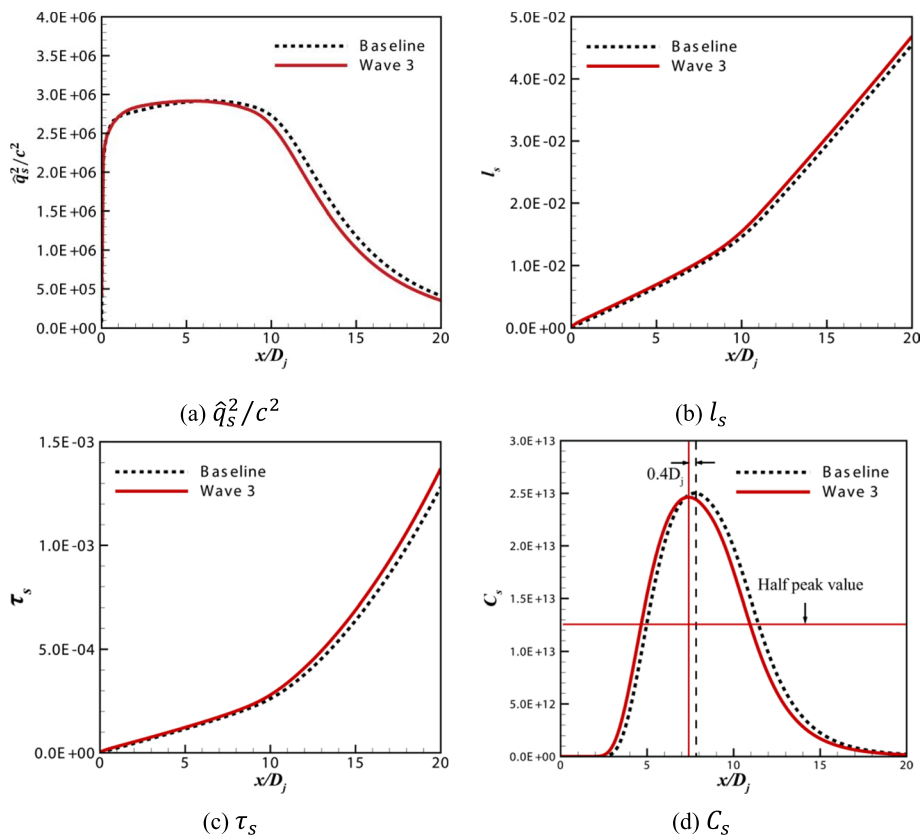 4.0E+06
3.5E+06
3.0E+06
2.5E+06
2.0E+06
1.5E+06
1.0E+06
5.0E+05
0.0E+00
q̂²ₛ/c²
0 5 10 15 20
x/Dⱼ
Baseline
Wave 3
(a) q̂²ₛ/c²
5.0E-02
4.0E-02
3.0E-02
2.0E-02
1.0E-02
0.0E+00
lₛ
0 5 10 15 20
x/Dⱼ
Baseline
Wave 3
(b) lₛ
1.5E-03
1.0E-03
5.0E-04
0.0E+00
τₛ
0 5 10 15 20
x/Dⱼ
Baseline
Wave 3
(c) τₛ
3.0E+13
2.5E+13
2.0E+13
1.5E+13
1.0E+13
5.0E+12
0.0E+00
Cₛ
0 5 10 15 20
x/Dⱼ
0.4Dⱼ
Baseline
Wave 3
Half peak value
(d) Cₛ